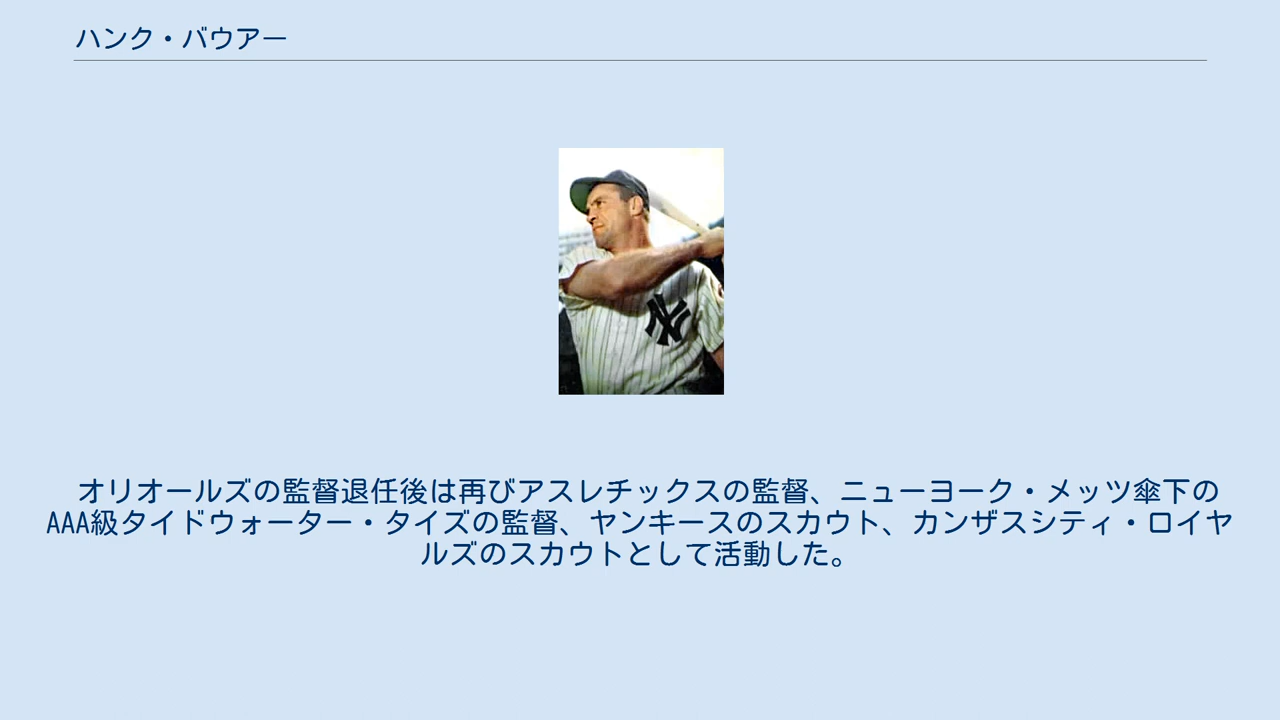 ハンク・バウアー
オリオールズの監督退任後は再びアスレチックスの監督、ニューヨーク・メッツ傘下の
AAA級タイドウォーター・タイズの監督、ヤンキースのスカウト、カンザスシティ・ロイヤ
ルズのスカウトとして活動した。